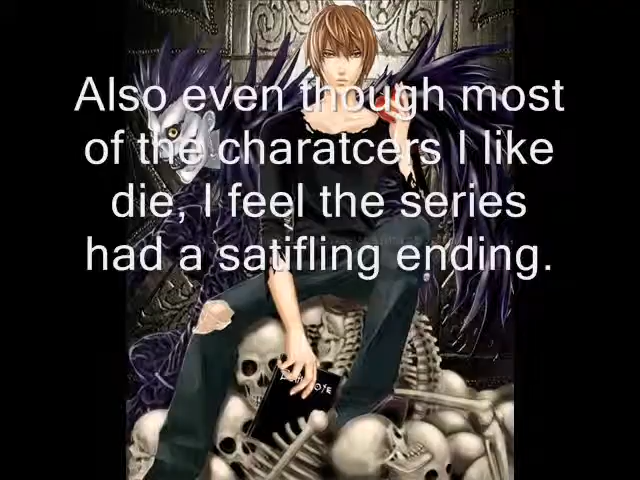 Also even though most
of the charatcers I like
die, I feel the series
had a satifling ending.